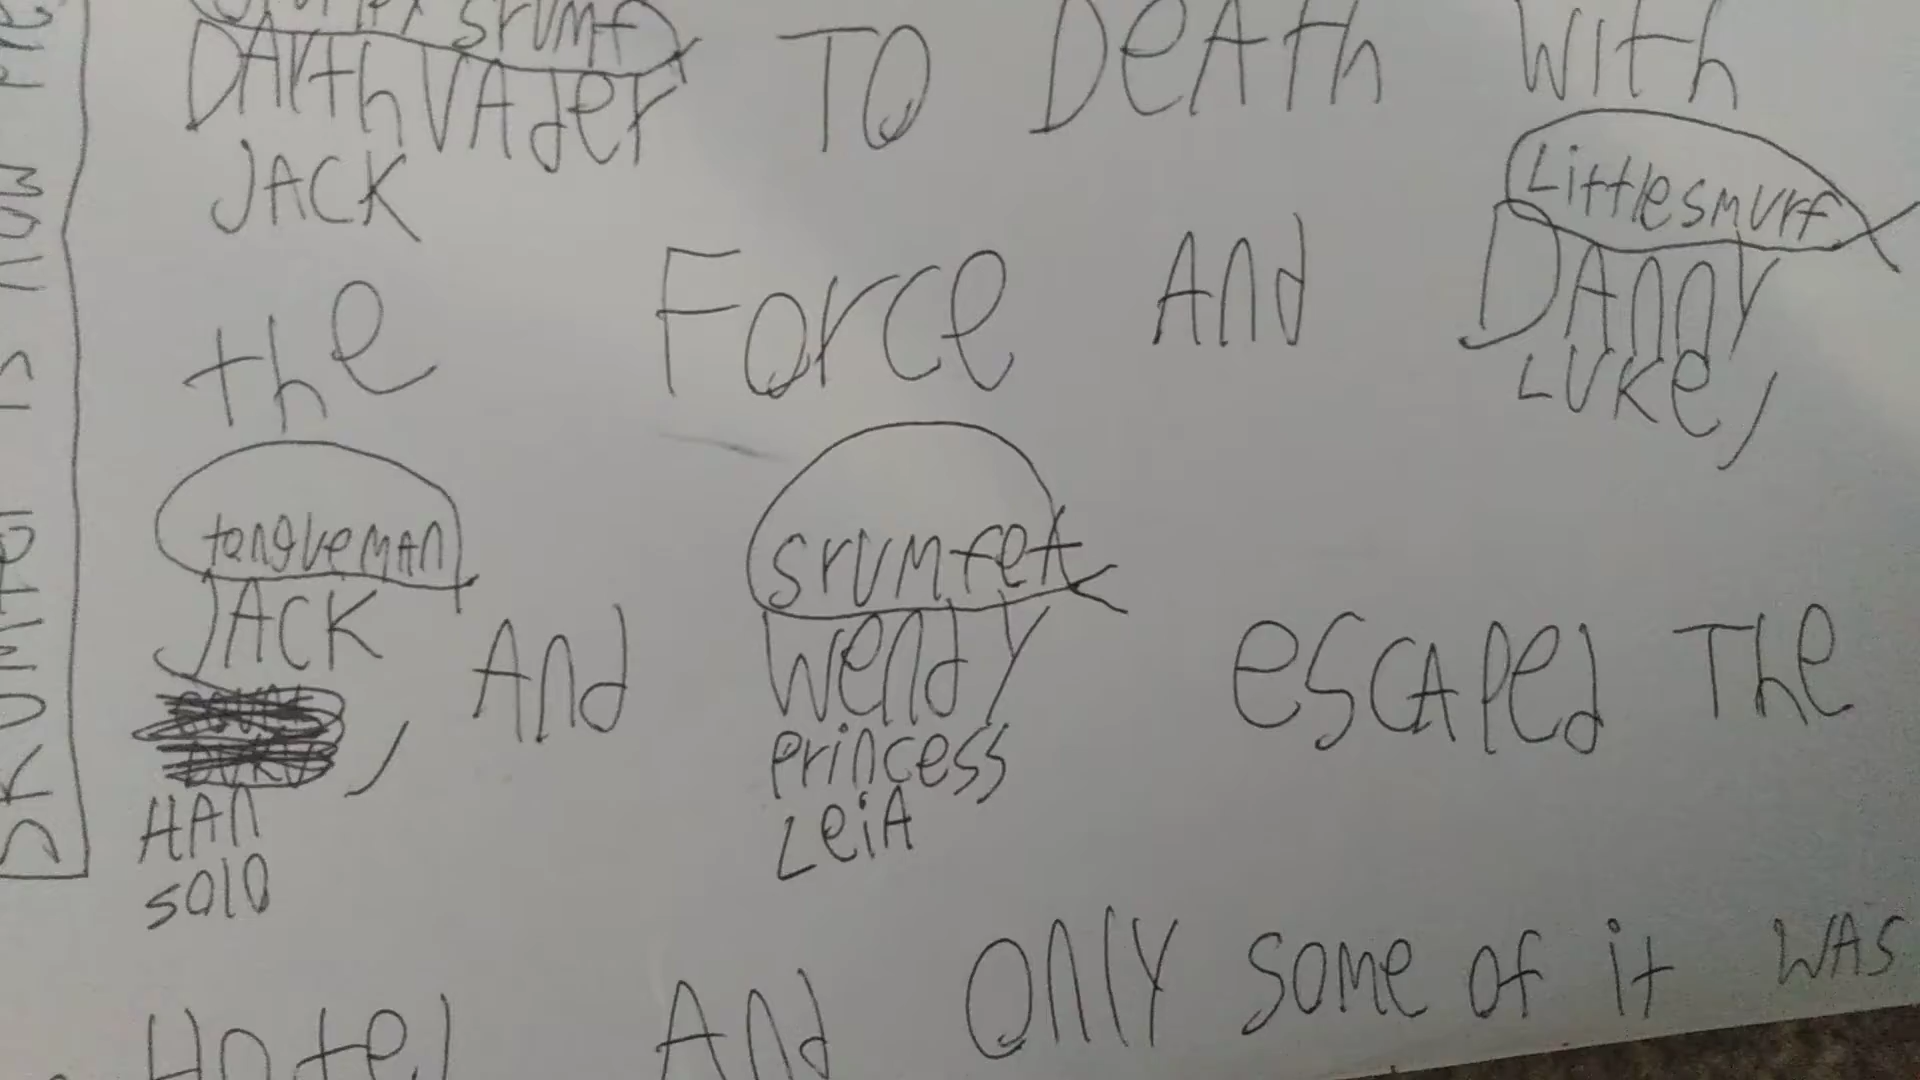 srumf
DArthVAder TO DeATh With
JACK
Littlesmurf
the Force And DAnny
LUKe,
tongueMAn srumfet
JACK And Wendy escAped The
princess
HAn LeiA
solo
Hotel And Only some of it WAS